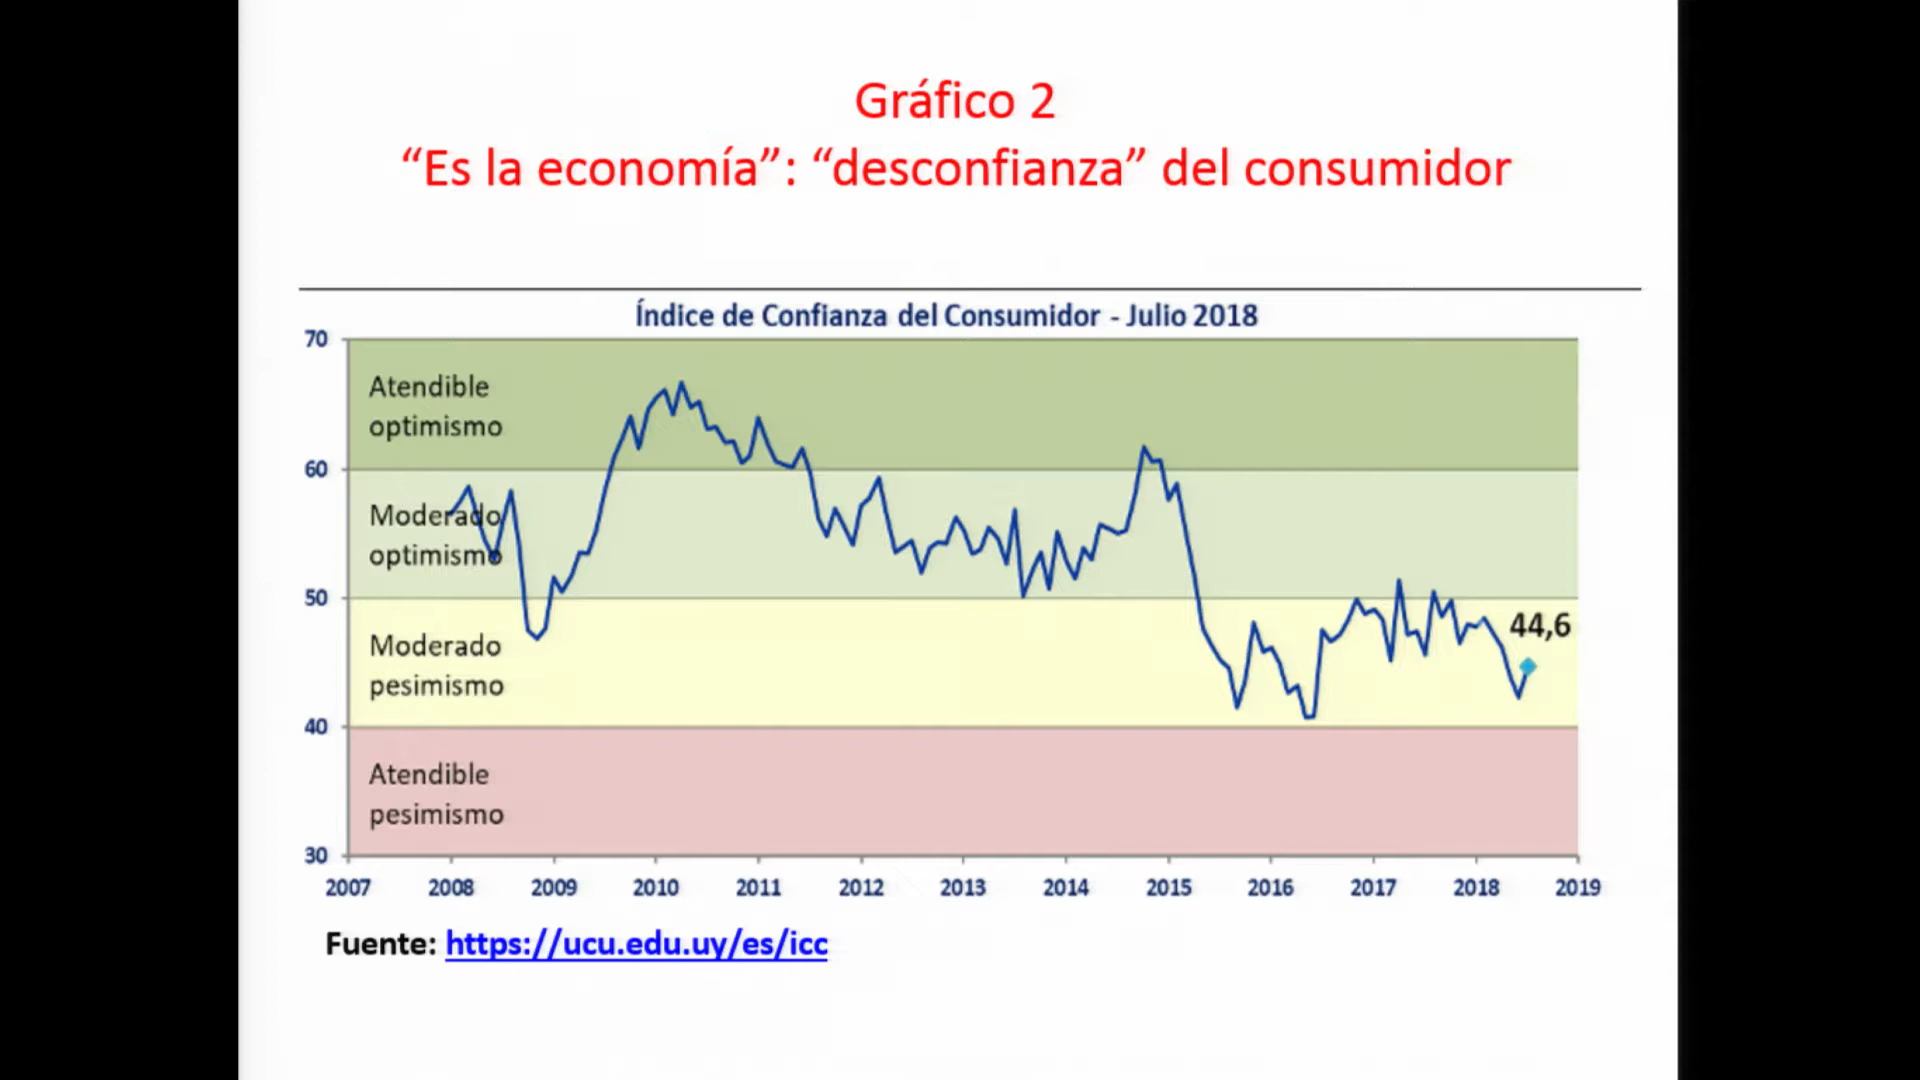 Gráfico 2
“Es la economía”: “desconfianza” del consumidor
Índice de Confianza del Consumidor - Julio 2018
70
Atendible
optimismo
60
Moderado
optimismo
50
44,6
Moderado
pesimismo
40
Atendible
pesimismo
30
2007 2008 2009 2010 2011 2012 2013 2014 2015 2016 2017 2018 2019
Fuente: https://ucu.edu.uy/es/icc